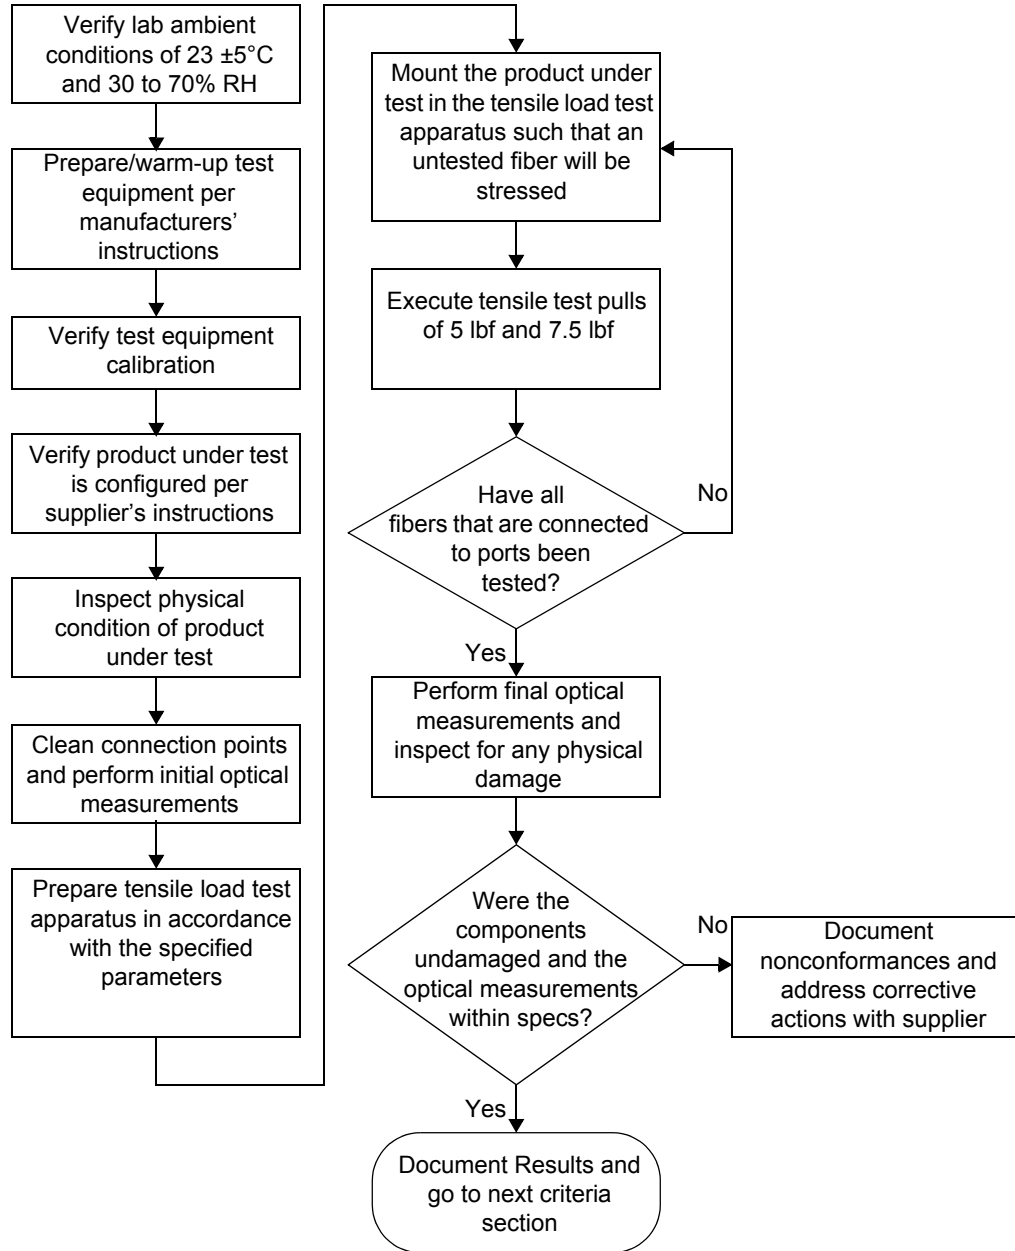 Verify lab ambient
conditions of 23 ±5°C
and 30 to 70% RH
Prepare/warm-up test
equipment per
manufacturers’
instructions
Verify test equipment
calibration
Verify product under test
is configured per
supplier’s instructions
Inspect physical
condition of product
under test
Clean connection points
and perform initial optical
measurements
Prepare tensile load test
apparatus in accordance
with the specified
parameters
Mount the product under
test in the tensile load test
apparatus such that an
untested fiber will be
stressed
Execute tensile test pulls
of 5 lbf and 7.5 lbf
Have all
fibers that are connected
to ports been
tested?
No
Yes
Perform final optical
measurements and
inspect for any physical
damage
Were the
components
undamaged and the
optical measurements
within specs?
No
Document
nonconformances and
address corrective
actions with supplier
Yes
Document Results and
go to next criteria
section